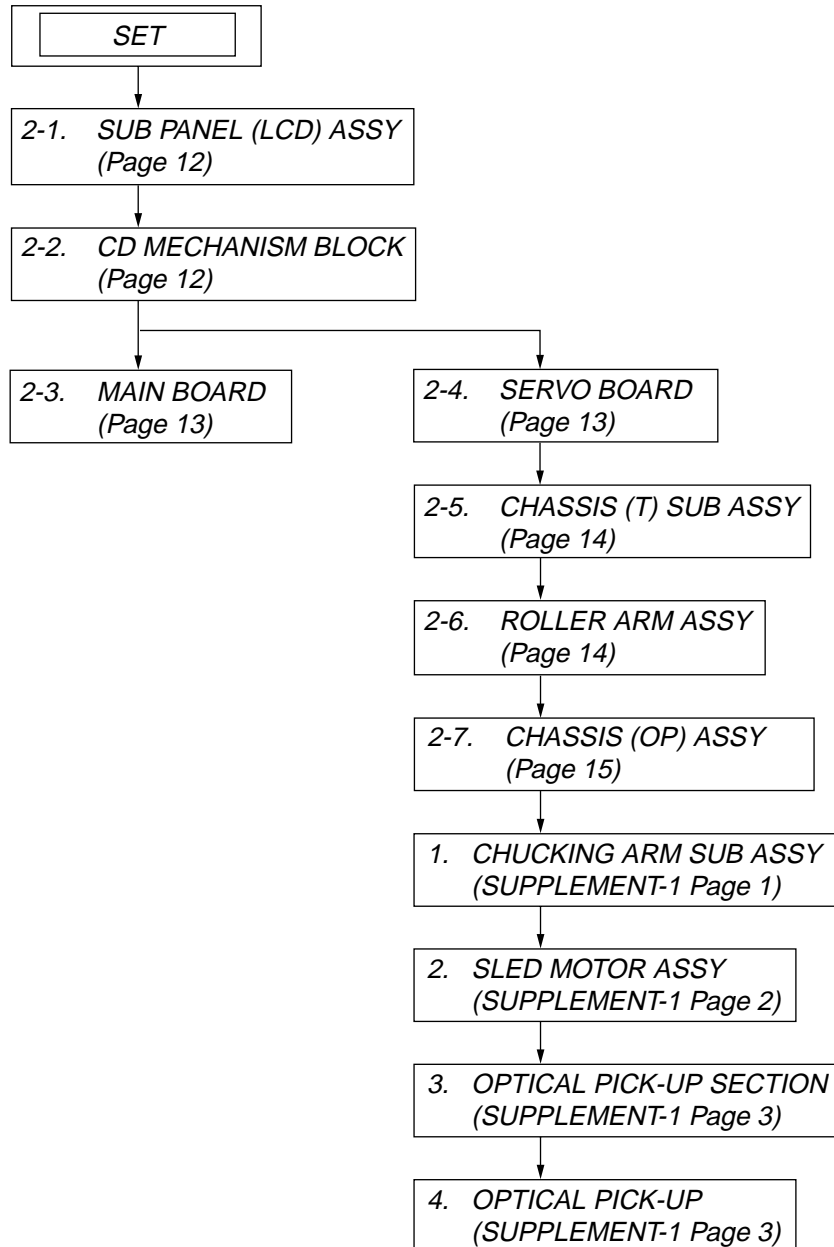 SET
2-1. SUB PANEL (LCD) ASSY
(Page 12)
2-2. CD MECHANISM BLOCK
(Page 12)
2-3. MAIN BOARD
(Page 13)
2-4. SERVO BOARD
(Page 13)
2-5. CHASSIS (T) SUB ASSY
(Page 14)
2-6. ROLLER ARM ASSY
(Page 14)
2-7. CHASSIS (OP) ASSY
(Page 15)
1. CHUCKING ARM SUB ASSY
(SUPPLEMENT-1 Page 1)
2. SLED MOTOR ASSY
(SUPPLEMENT-1 Page 2)
3. OPTICAL PICK-UP SECTION
(SUPPLEMENT-1 Page 3)
4. OPTICAL PICK-UP
(SUPPLEMENT-1 Page 3)